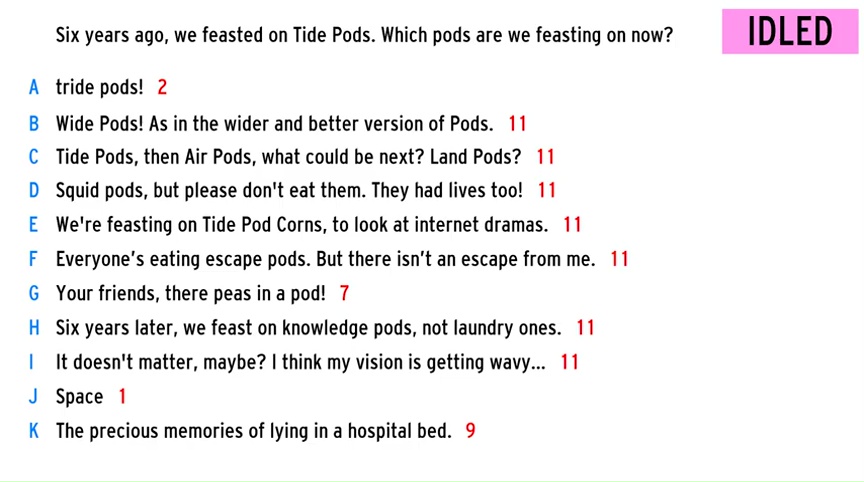 Six years ago, we feasted on Tide Pods. Which pods are we feasting on now?
IDLED
A tride pods! 2
B Wide Pods! As in the wider and better version of Pods. 11
C Tide Pods, then Air Pods, what could be next? Land Pods? 11
D Squid pods, but please don't eat them. They had lives too! 11
E We're feasting on Tide Pod Corns, to look at internet dramas. 11
F Everyone’s eating escape pods. But there isn’t an escape from me. 11
G Your friends, there peas in a pod! 7
H Six years later, we feast on knowledge pods, not laundry ones. 11
I It doesn't matter, maybe? I think my vision is getting wavy... 11
J Space 1
K The precious memories of lying in a hospital bed. 9